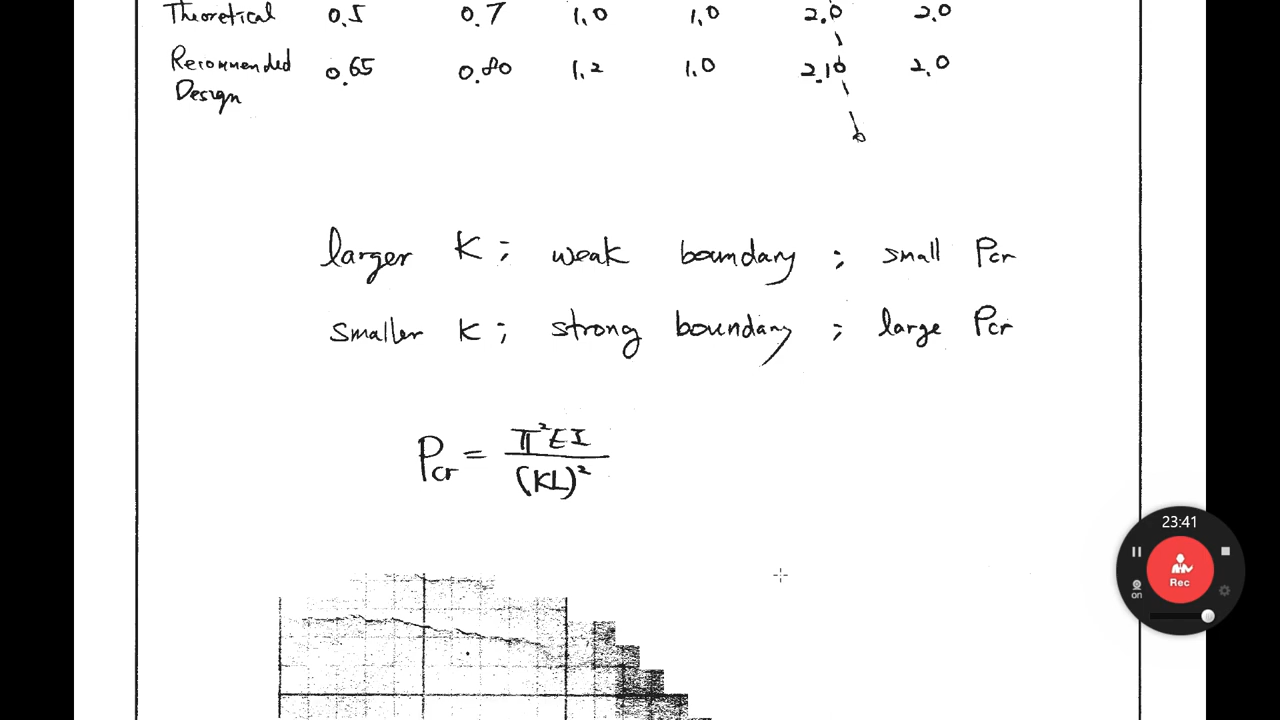 Theoretical 0.5 0.7 1.0 1.0 2.0 2.0
Recommended Design 0.65 0.80 1.2 1.0 2.10 2.0
larger K ; weak boundary ; small Pcr
smaller K ; strong boundary ; large Pcr
Pcr = π²EI / (KL)²
23:41
Rec
on